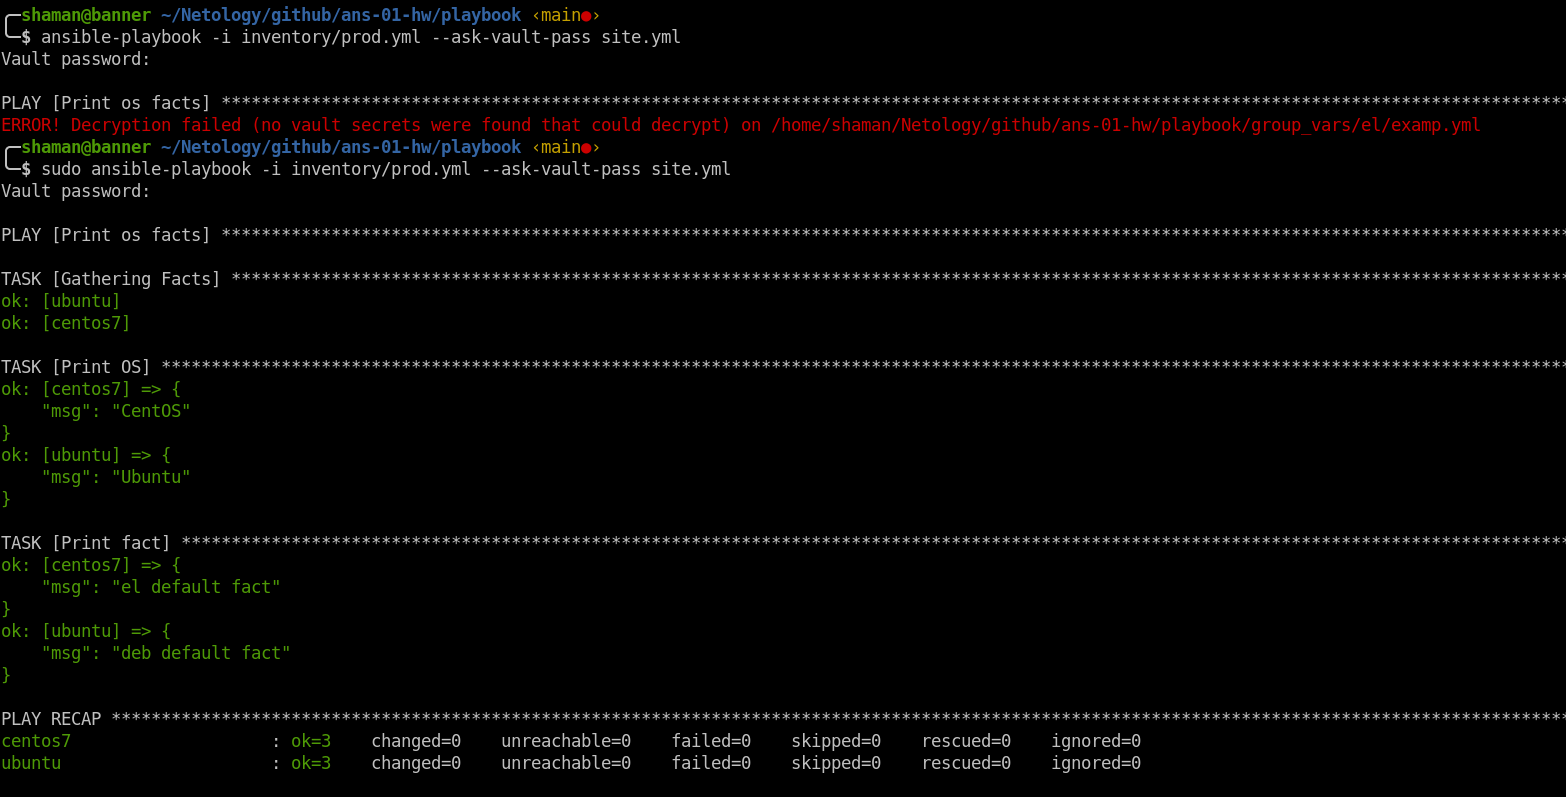 shaman@banner ~/Netology/github/ans-01-hw/playbook ‹main●›
$ ansible-playbook -i inventory/prod.yml --ask-vault-pass site.yml
Vault password:
PLAY [Print os facts] ***************************************************************************************************************************************
ERROR! Decryption failed (no vault secrets were found that could decrypt) on /home/shaman/Netology/github/ans-01-hw/playbook/group_vars/el/examp.yml
shaman@banner ~/Netology/github/ans-01-hw/playbook ‹main●›
$ sudo ansible-playbook -i inventory/prod.yml --ask-vault-pass site.yml
Vault password:
PLAY [Print os facts] ***************************************************************************************************************************************
TASK [Gathering Facts] **************************************************************************************************************************************
ok: [ubuntu]
ok: [centos7]
TASK [Print OS] *********************************************************************************************************************************************
ok: [centos7] => {
    "msg": "CentOS"
}
ok: [ubuntu] => {
    "msg": "Ubuntu"
}
TASK [Print fact] *******************************************************************************************************************************************
ok: [centos7] => {
    "msg": "el default fact"
}
ok: [ubuntu] => {
    "msg": "deb default fact"
}
PLAY RECAP **************************************************************************************************************************************************
centos7                    : ok=3    changed=0    unreachable=0    failed=0    skipped=0    rescued=0    ignored=0
ubuntu                     : ok=3    changed=0    unreachable=0    failed=0    skipped=0    rescued=0    ignored=0